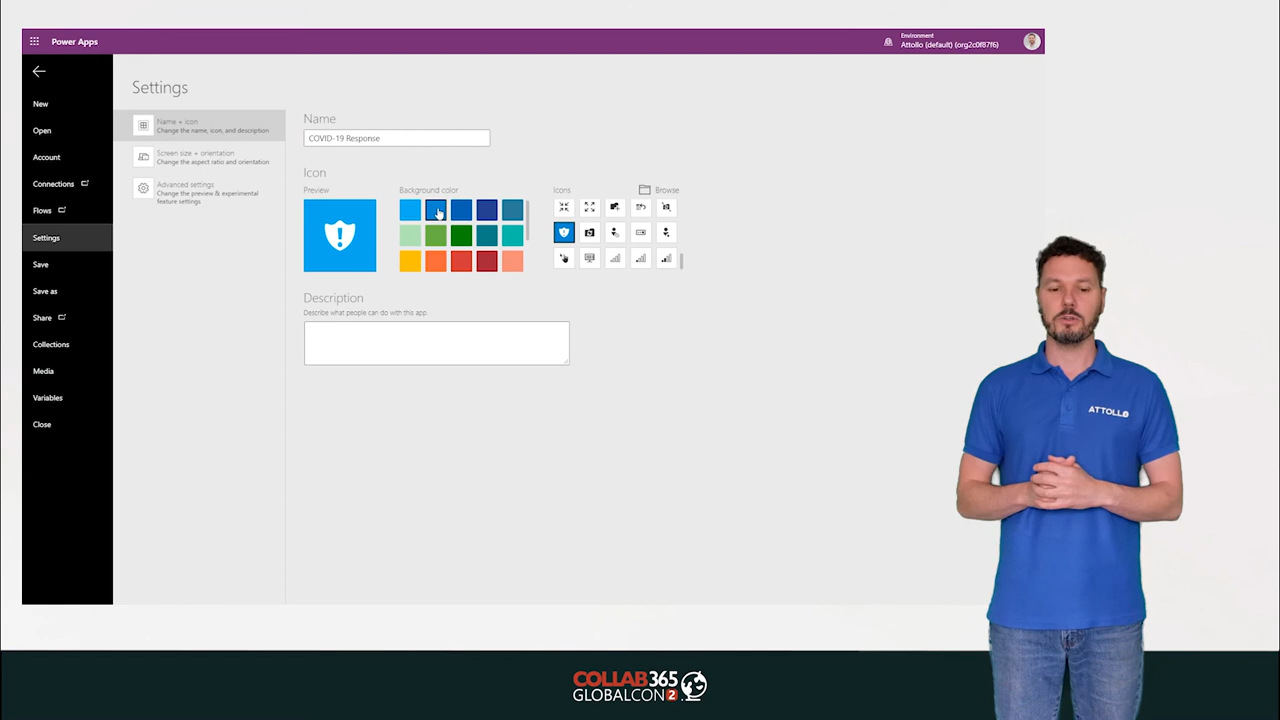 Power Apps
Environment
Attollo (default) (org2c0f87f6)
New
Open
Account
Connections
Flows
Settings
Save
Save as
Share
Collections
Media
Variables
Close
Settings
Name + icon
Change the name, icon, and description
Screen size + orientation
Change the aspect ratio and orientation
Advanced settings
Change the preview & experimental
feature settings
Name
COVID-19 Response
Icon
Preview
Background color
Icons
Browse
Description
Describe what people can do with this app.
ATTOLLO
COLLAB365
GLOBALCON2